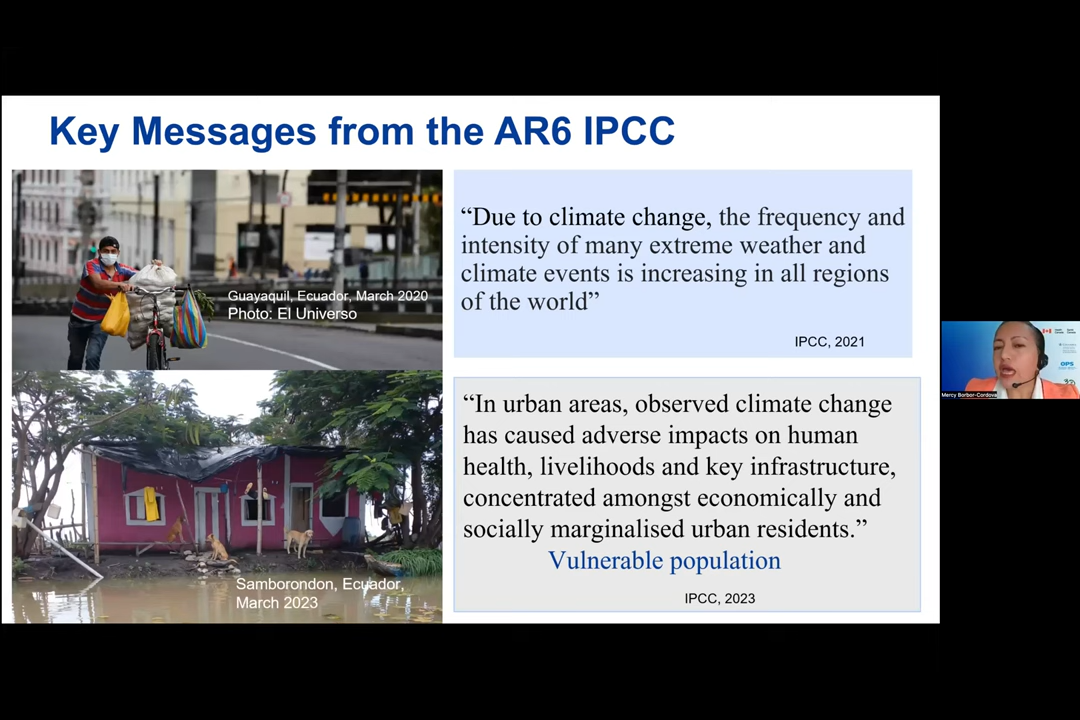 Key Messages from the AR6 IPCC
Guayaquil, Ecuador, March 2020
Photo: El Universo
“Due to climate change, the frequency and
intensity of many extreme weather and
climate events is increasing in all regions
of the world”
IPCC, 2021
Samborondon, Ecuador,
March 2023
“In urban areas, observed climate change
has caused adverse impacts on human
health, livelihoods and key infrastructure,
concentrated amongst economically and
socially marginalised urban residents.”
Vulnerable population
IPCC, 2023
OPS
Mercy Borbor-Cordova